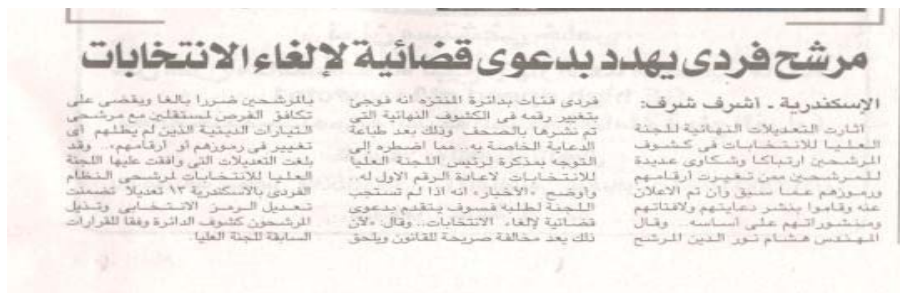 مرشح فردى يهدد بدعوى قضائية لإلغاء الانتخابات
الإسكندرية - أشرف شرف:
أثارت التعديلات النهائية للجنة
العليا للانتخابات فى كشوف
المرشحين ارتباكا وشكاوى عديدة
للمرشحين ممن تغيرت أرقامهم
ورموزهم عما سبق وأن تم الاعلان
عنه وقاموا بنشر دعايتهم ولافتاتهم
ومنشوراتهم على أساسه.. وقال
المهندس هشام نور الدين المرشح
فردى فئات بدائرة المنتزه انه فوجئ
بتغيير رقمه فى الكشوف النهائية التى
تم نشرها بالصحف وذلك بعد طباعة
الدعاية الخاصة به.. مما اضطره إلى
التوجه بمذكرة لرئيس اللجنة العليا
للانتخابات لاعادة الرقم الاول له.
وأوضح «الأخبار» انه اذا لم تستجب
اللجنة لطلبه فسوف يتقدم بدعوى
قضائية لإلغاء الانتخابات.. وقال: «لأن
ذلك يعد مخالفة صريحة للقانون ويلحق
بالمرشحين ضررا بالغا ويقضى على
تكافؤ الفرص لمستقلين مع مرشحى
التيارات الدينية الذين لم يطلهم أى
تغيير فى رموزهم أو أرقامهم».. وقد
بلغت التعديلات التى وافقت عليها اللجنة
العليا للانتخابات لمرشحى النظام
الفردى بالاسكندرية ١٣ تعديلا تضمنت
تعديل الرمز الانتخابى وتذيل
المرشحون كشوف الدائرة وفقا للقرارات
السابقة للجنة العليا.